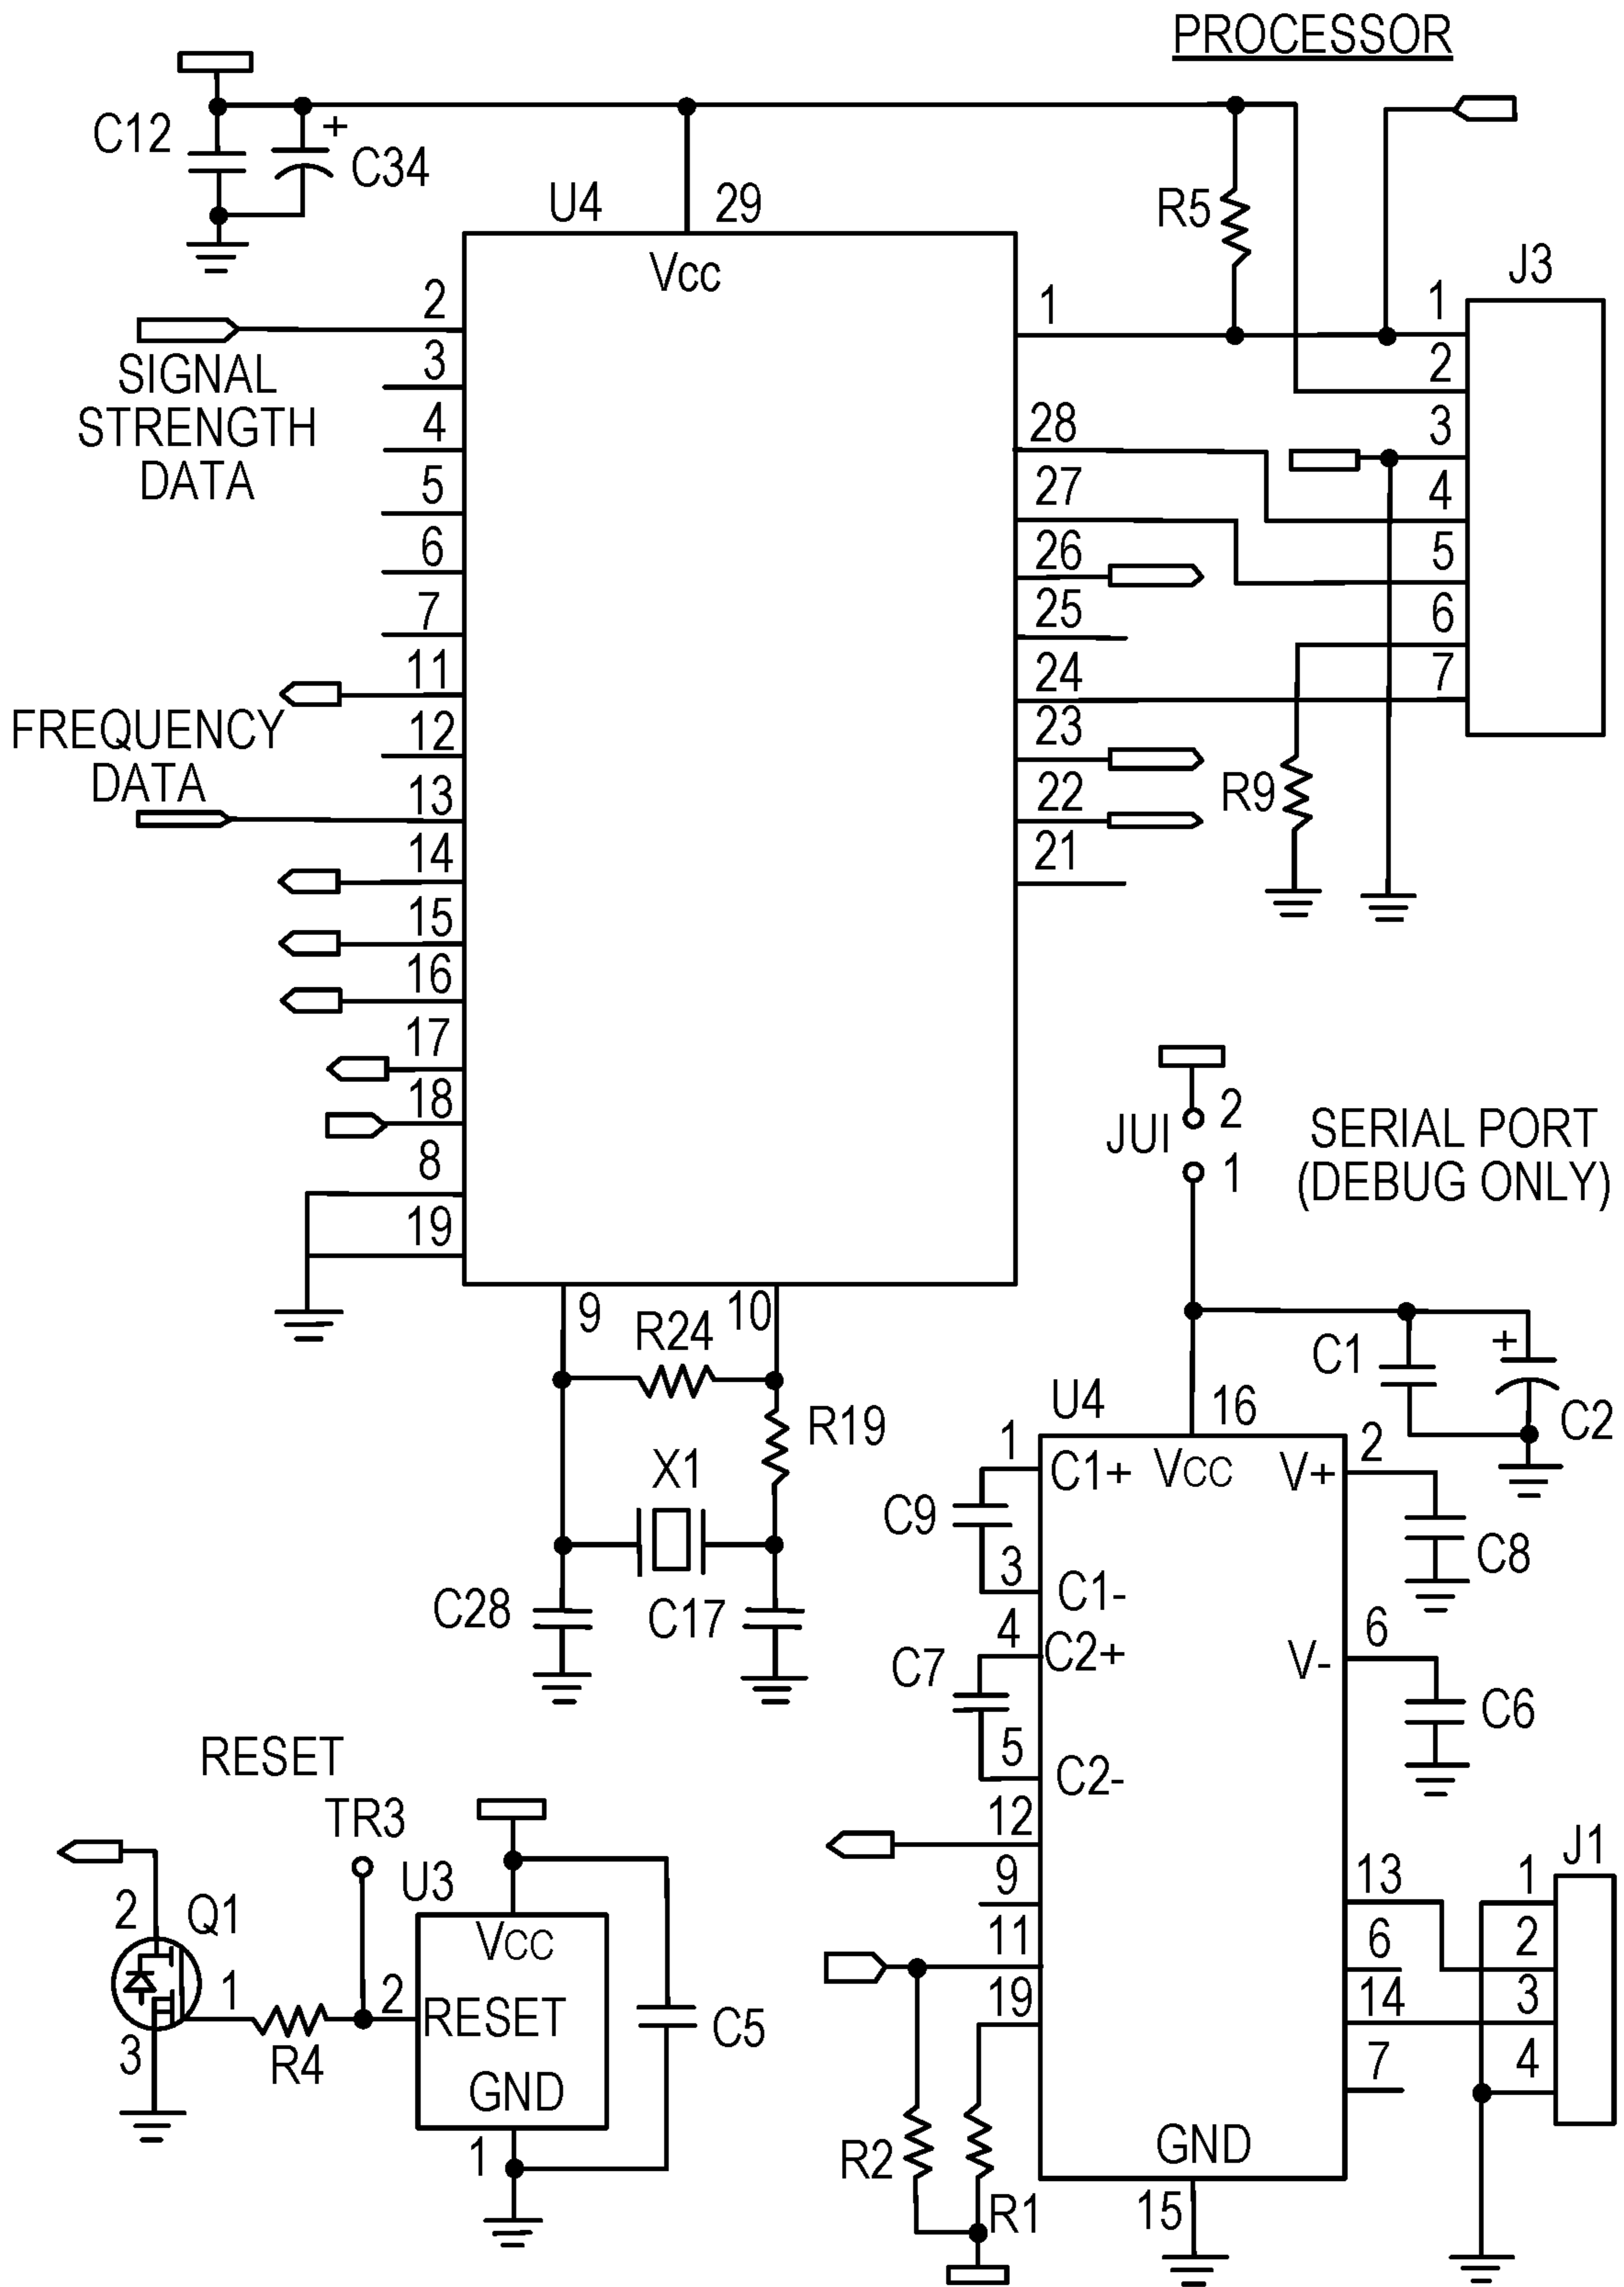 PROCESSOR
C12
+
C34
U4
29
Vcc
R5
J3
2
SIGNAL
STRENGTH
DATA
3
4
5
6
7
11
FREQUENCY
DATA
12
13
14
15
16
17
18
8
19
1
28
27
26
25
24
23
22
21
1
2
3
4
5
6
7
R9
9
10
R24
R19
X1
C28
C17
JUI
2
1
SERIAL PORT
(DEBUG ONLY)
C1
+
C2
U4
16
1
C1+
Vcc
V+
2
C9
C8
3
C1-
4
C2+
V-
6
C7
C6
5
C2-
12
9
11
19
13
6
14
7
J1
1
2
3
4
R2
R1
GND
15
RESET
TR3
U3
2
Q1
Vcc
1
2
RESET
C5
3
R4
GND
1